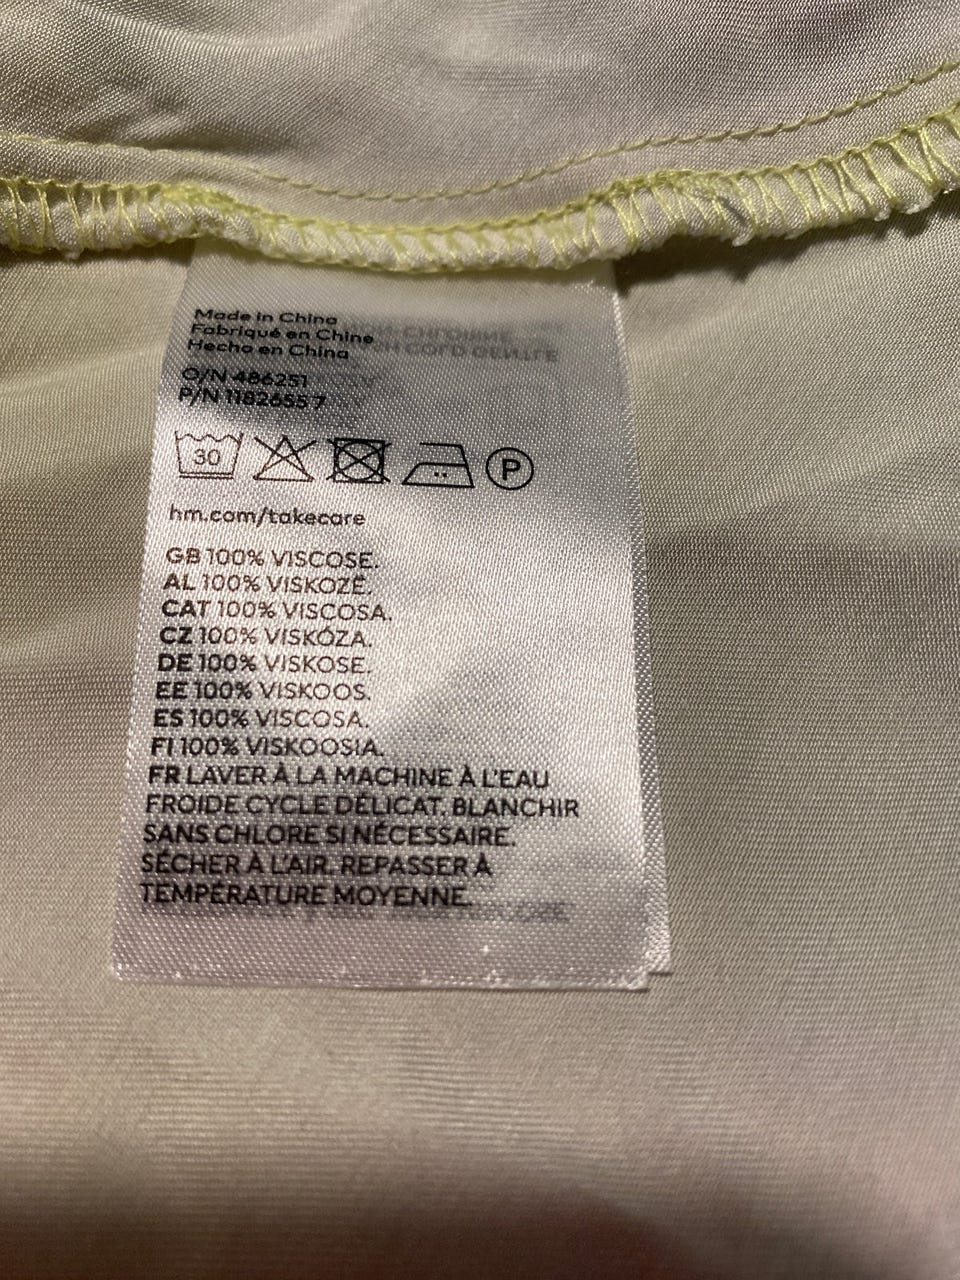 Made in China
Fabriqué en Chine
Hecho en China
O/N 486251
P/N 11826557
30
P
hm.com/takecare
GB 100% VISCOSE.
AL 100% VISKOZË.
CAT 100% VISCOSA.
CZ 100% VISKÓZA.
DE 100% VISKOSE.
EE 100% VISKOOS.
ES 100% VISCOSA.
FI 100% VISKOOSIA.
FR LAVER À LA MACHINE À L'EAU
FROIDE CYCLE DÉLICAT. BLANCHIR
SANS CHLORE SI NÉCESSAIRE.
SÉCHER À L'AIR. REPASSER À
TEMPÉRATURE MOYENNE.